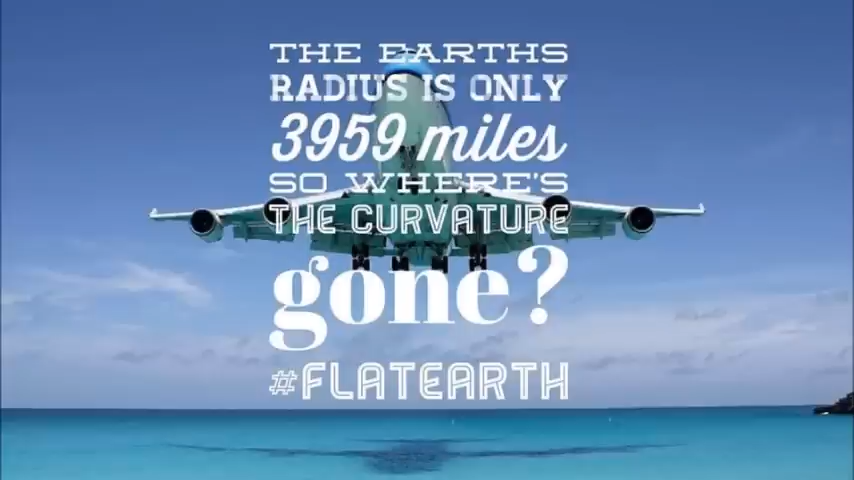 THE EARTHS
RADIUS IS ONLY
3959 miles
SO WHERE'S
THE CURVATURE
gone?
#FLATEARTH